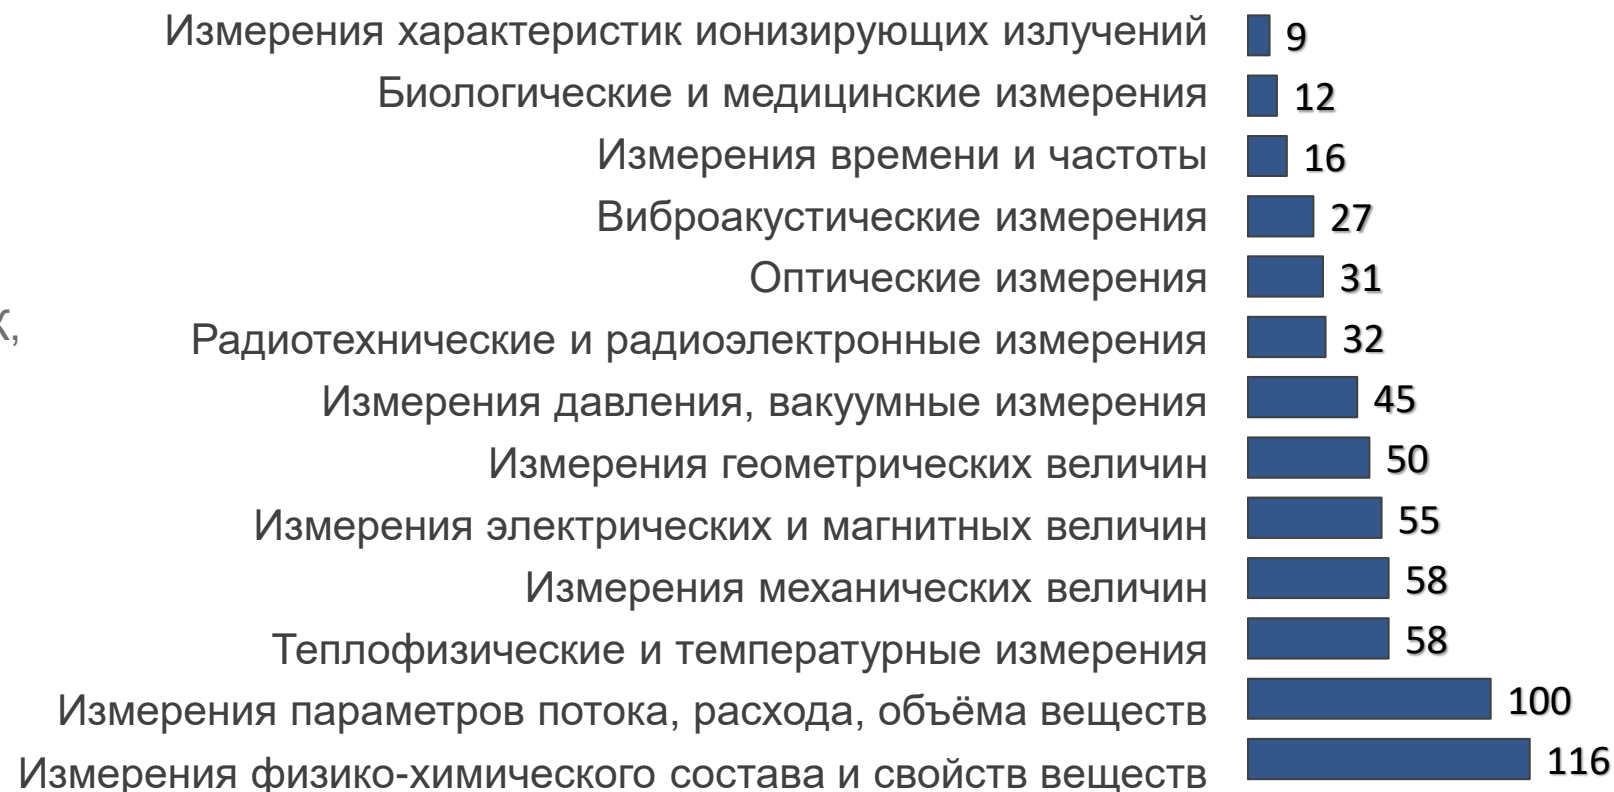 Измерения характеристик ионизирующих излучений 9
Биологические и медицинские измерения 12
Измерения времени и частоты 16
Виброакустические измерения 27
Оптические измерения 31
Радиотехнические и радиоэлектронные измерения 32
Измерения давления, вакуумные измерения 45
Измерения геометрических величин 50
Измерения электрических и магнитных величин 55
Измерения механических величин 58
Теплофизические и температурные измерения 58
Измерения параметров потока, расхода, объёма веществ 100
Измерения физико-химического состава и свойств веществ 116